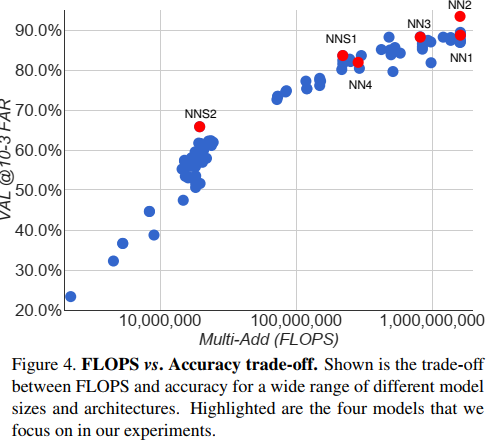 NN2
NN3
90.0%
NNS1
NN1
80.0%
NN4
70.0%
NNS2
VAL @10-3 FAR
60.0%
50.0%
40.0%
30.0%
20.0%
10,000,000
100,000,000
1,000,000,000
Multi-Add (FLOPS)
Figure 4. FLOPS vs. Accuracy trade-off. Shown is the trade-off
between FLOPS and accuracy for a wide range of different model
sizes and architectures. Highlighted are the four models that we
focus on in our experiments.